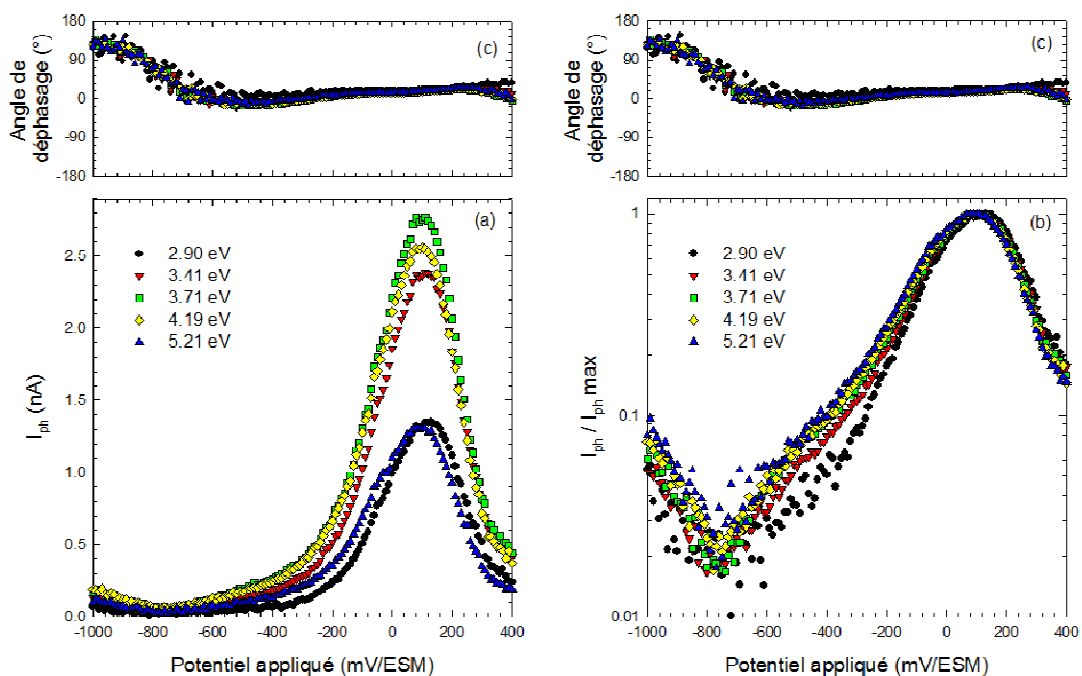 180
90
0
-90
-180
Angle de
déphasage (°)
(c)
180
90
0
-90
-180
Angle de
déphasage (°)
(c)
2.5
2.0
1.5
1.0
0.5
0.0
I ph (nA)
(a)
2.90 eV
3.41 eV
3.71 eV
4.19 eV
5.21 eV
-1000 -800 -600 -400 -200 0 200 400
Potentiel appliqué (mV/ESM)
1
0.1
0.01
I ph / I ph max
(b)
2.90 eV
3.41 eV
3.71 eV
4.19 eV
5.21 eV
-1000 -800 -600 -400 -200 0 200 400
Potentiel appliqué (mV/ESM)